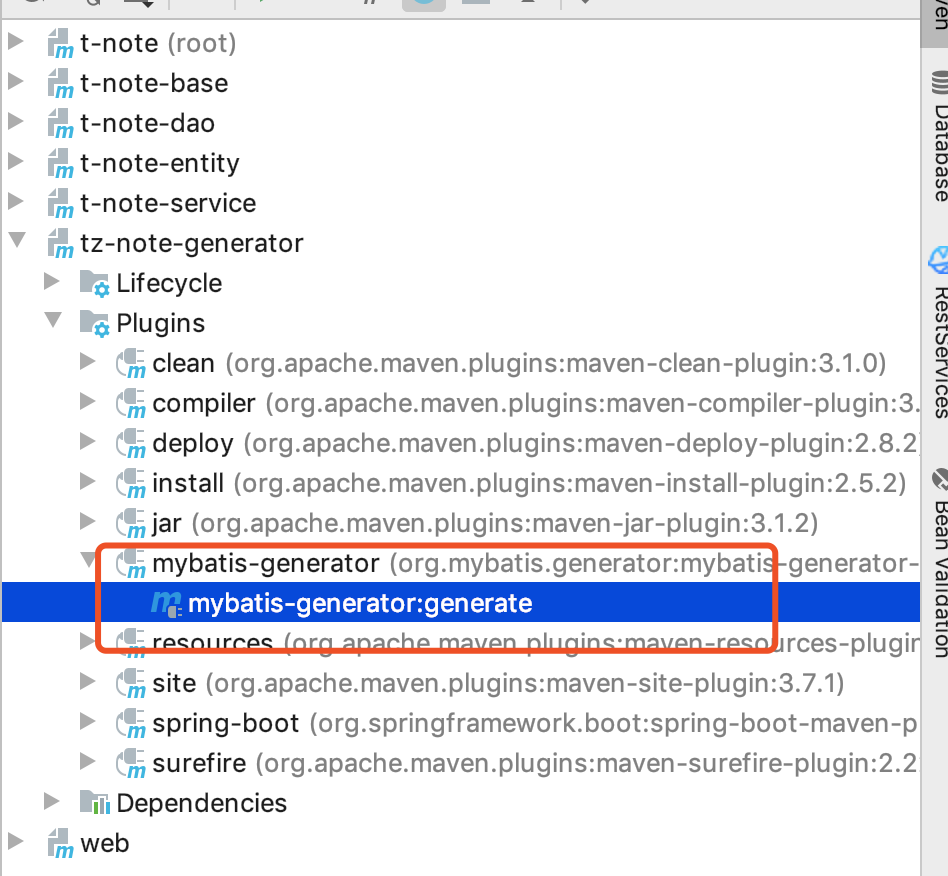 t-note (root)
t-note-base
t-note-dao
t-note-entity
t-note-service
tz-note-generator
Lifecycle
Plugins
clean (org.apache.maven.plugins:maven-clean-plugin:3.1.0)
compiler (org.apache.maven.plugins:maven-compiler-plugin:3.
deploy (org.apache.maven.plugins:maven-deploy-plugin:2.8.2
install (org.apache.maven.plugins:maven-install-plugin:2.5.2)
jar (org.apache.maven.plugins:maven-jar-plugin:3.1.2)
mybatis-generator (org.mybatis.generator:mybatis-generator-
mybatis-generator:generate
resources (org.apache.maven.plugins:maven-resources-plugin
site (org.apache.maven.plugins:maven-site-plugin:3.7.1)
spring-boot (org.springframework.boot:spring-boot-maven-p
surefire (org.apache.maven.plugins:maven-surefire-plugin:2.2
Dependencies
web
ven
Database
RestServices
Bean Validation